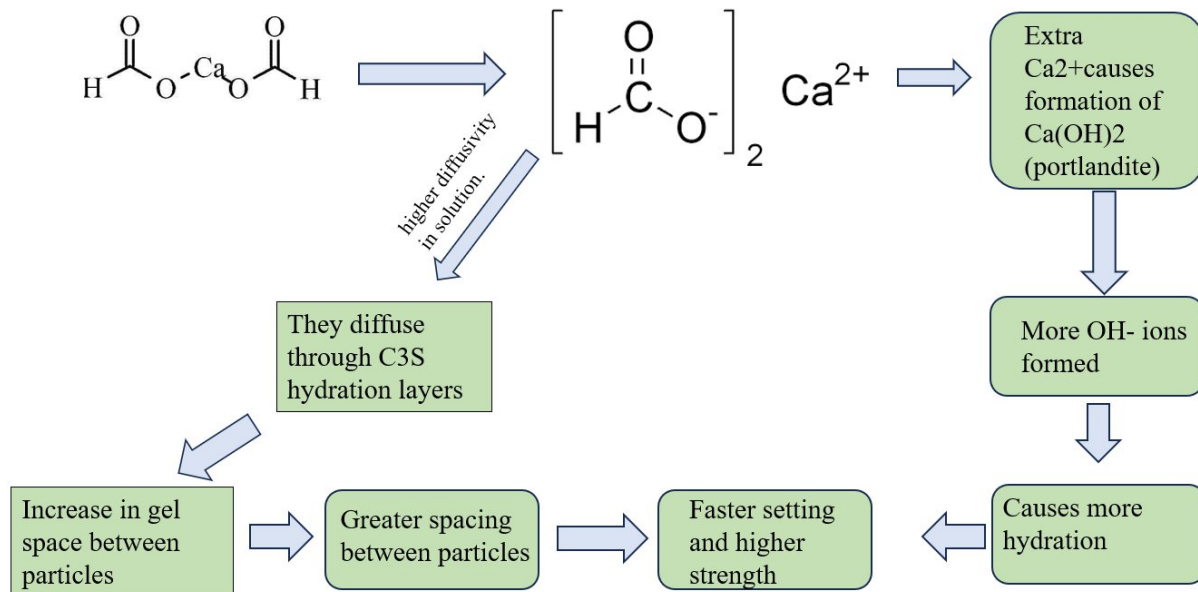 O
O
H
O
Ca
O
H
O
H
C
O-
2
Ca2+
Extra
Ca2+causes
formation of
Ca(OH)2
(portlandite)
higher diffusivity
in solution.
They diffuse
through C3S
hydration layers
More OH- ions
formed
Increase in gel
space between
particles
Greater spacing
between particles
Faster setting
and higher
strength
Causes more
hydration